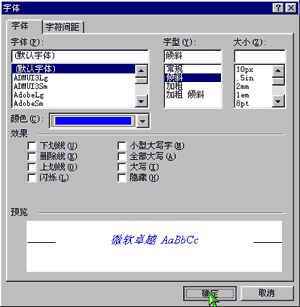 字体
字体 字符间距
字体(F): 字型(Y): 大小(Z):
(默认字体) 倾斜
(默认字体) 常规 10px
ADMUI3Lg 倾斜 .5in
ADMUI3Sm 加粗 2mm
AdobeLg 加粗 倾斜 1em
AdobeSm 8pt
颜色(C):
效果
下划线(U) 小型大写字(M)
删除线(K) 全部大写(A)
上划线(O) 大写(I)
闪烁(L) 隐藏(H)
预览
微软卓越 AaBbCc
确定 取消